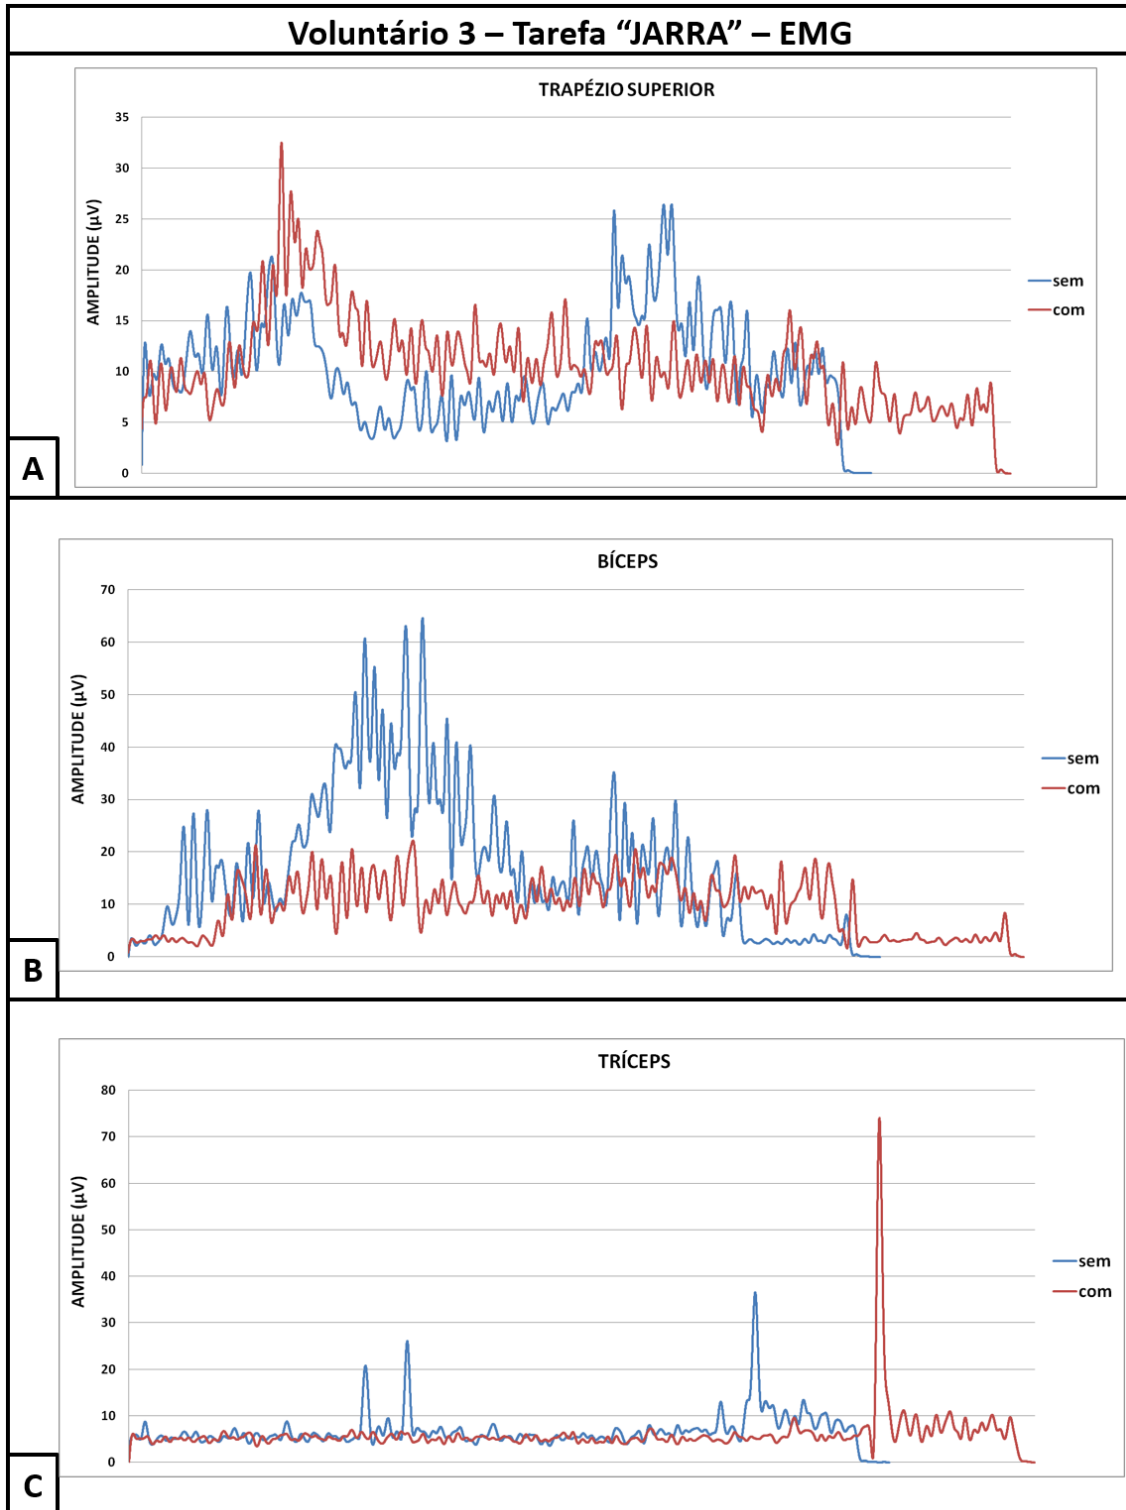 Voluntário 3 – Tarefa “JARRA” – EMG
TRAPÉZIO SUPERIOR
AMPLITUDE (µV)
35
30
25
20
15
10
5
0
sem
com
A
BÍCEPS
AMPLITUDE (µV)
70
60
50
40
30
20
10
0
sem
com
B
TRÍCEPS
AMPLITUDE (µV)
80
70
60
50
40
30
20
10
0
sem
com
C